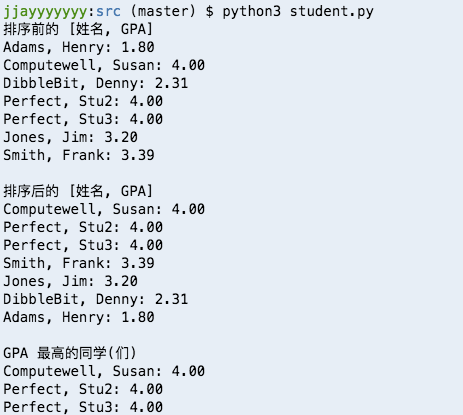 jjayyyyyyy:src (master) $ python3 student.py
排序前的 [姓名, GPA]
Adams, Henry: 1.80
Computewell, Susan: 4.00
DibbleBit, Denny: 2.31
Perfect, Stu2: 4.00
Perfect, Stu3: 4.00
Jones, Jim: 3.20
Smith, Frank: 3.39
排序后的 [姓名, GPA]
Computewell, Susan: 4.00
Perfect, Stu2: 4.00
Perfect, Stu3: 4.00
Smith, Frank: 3.39
Jones, Jim: 3.20
DibbleBit, Denny: 2.31
Adams, Henry: 1.80
GPA 最高的同学(们)
Computewell, Susan: 4.00
Perfect, Stu2: 4.00
Perfect, Stu3: 4.00